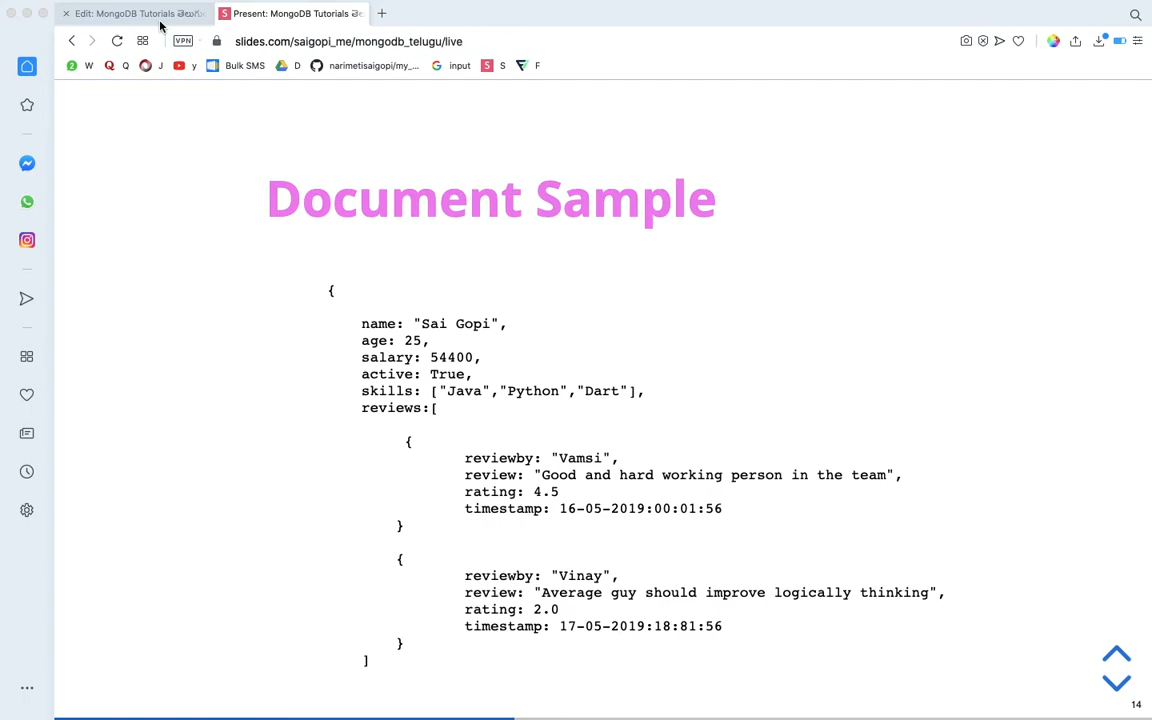 Edit: MongoDB Tutorials
Present: MongoDB Tutorials
VPN
slides.com/saigopi_me/mongodb_telugu/live
W
Q
J
y
Bulk SMS
D
narimetisaigopi/my_...
input
S
F
Document Sample
{
name: "Sai Gopi",
age: 25,
salary: 54400,
active: True,
skills: ["Java","Python","Dart"],
reviews:[
{
reviewby: "Vamsi",
review: "Good and hard working person in the team",
rating: 4.5
timestamp: 16-05-2019:00:01:56
}
{
reviewby: "Vinay",
review: "Average guy should improve logically thinking",
rating: 2.0
timestamp: 17-05-2019:18:81:56
}
]
14